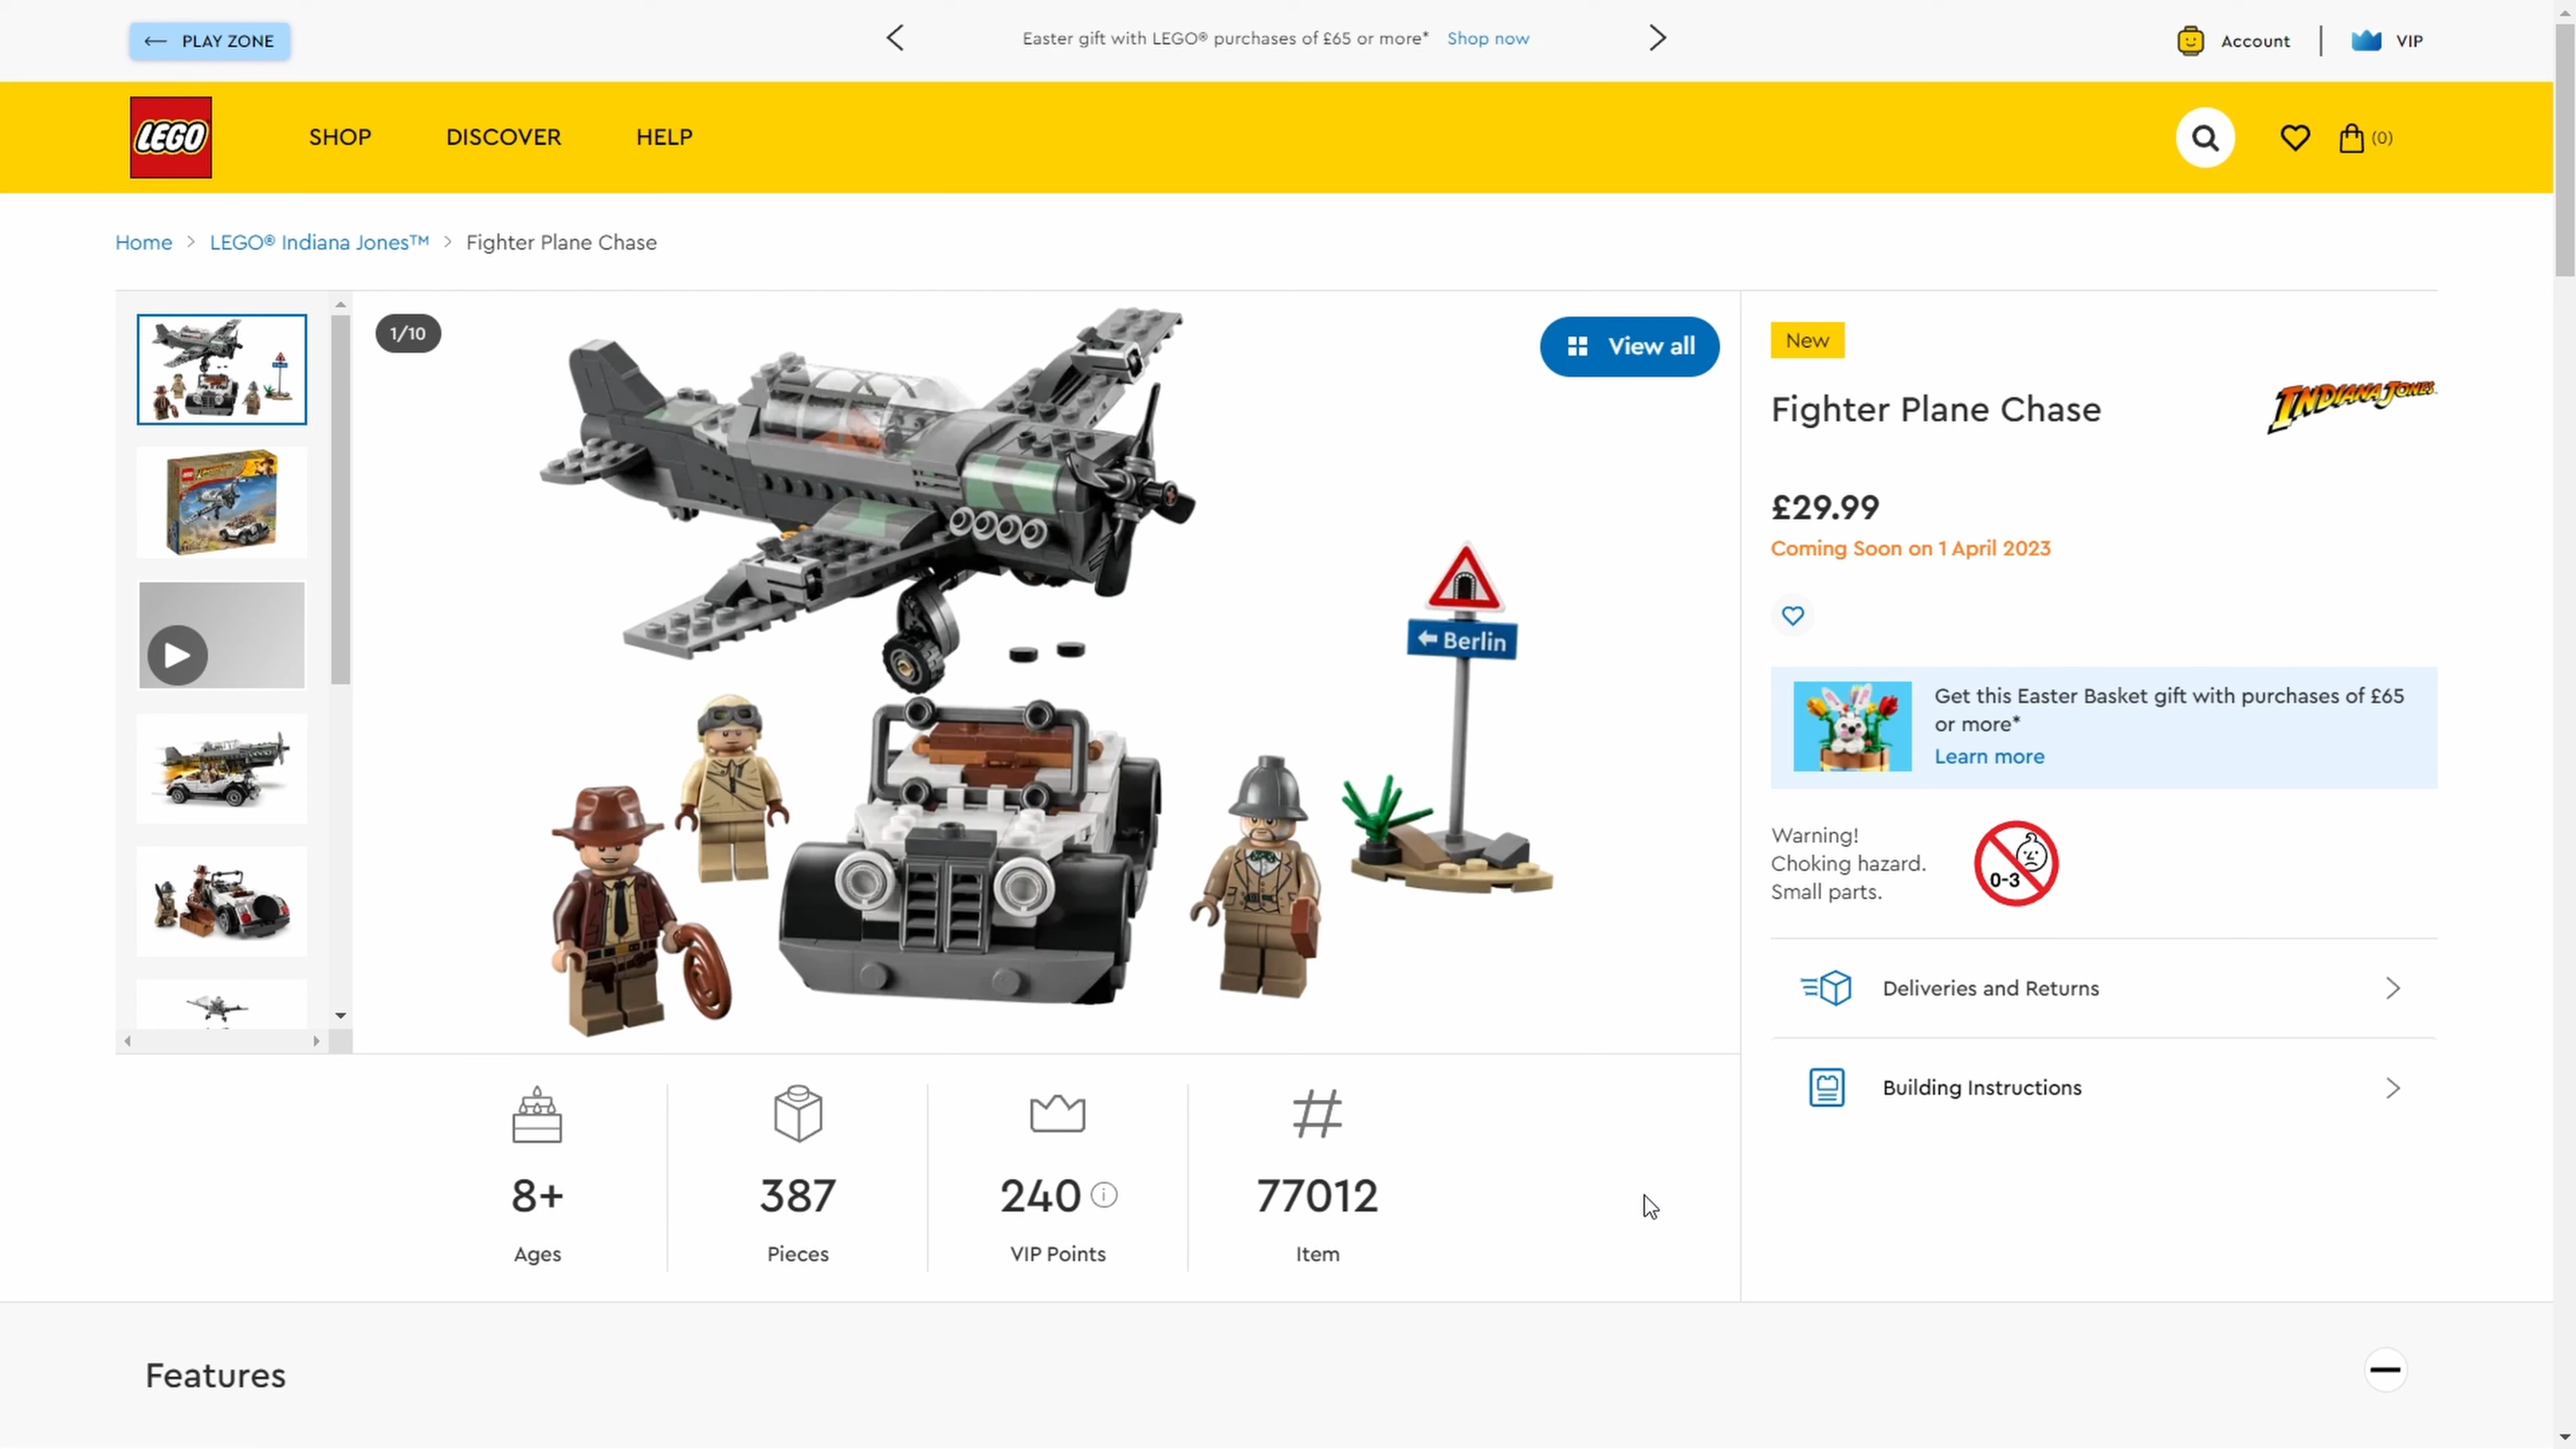 PLAY ZONE
Easter gift with LEGO® purchases of £65 or more* Shop now
Account
VIP
LEGO
SHOP
DISCOVER
HELP
(0)
Home > LEGO® Indiana Jones™ > Fighter Plane Chase
1/10
View all
Berlin
New
Fighter Plane Chase
INDIANA JONES
£29.99
Coming Soon on 1 April 2023
Get this Easter Basket gift with purchases of £65
or more*
Learn more
Warning!
Choking hazard.
Small parts.
0-3
Deliveries and Returns
Building Instructions
8+
Ages
387
Pieces
240
VIP Points
77012
Item
Features